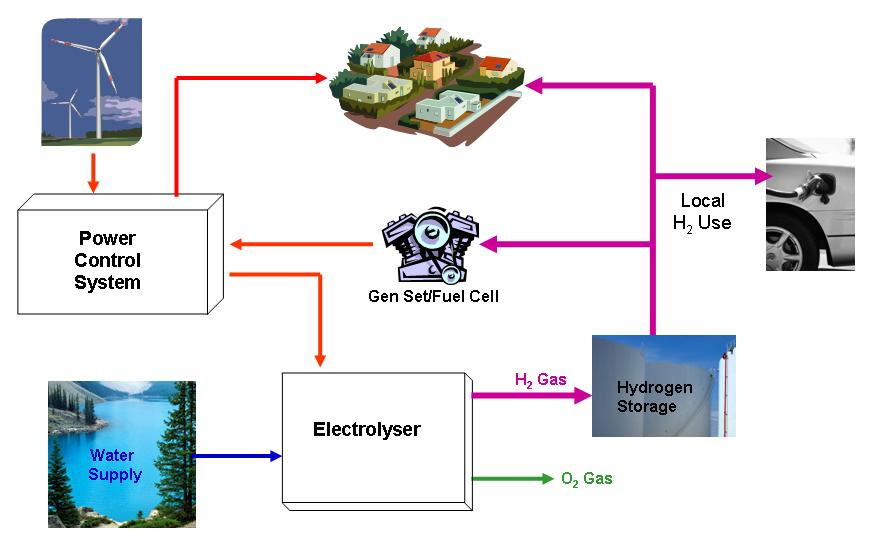 Power
Control
System
Local
H₂ Use
Gen Set/Fuel Cell
H₂ Gas
Hydrogen
Storage
Electrolyser
Water
Supply
O₂ Gas